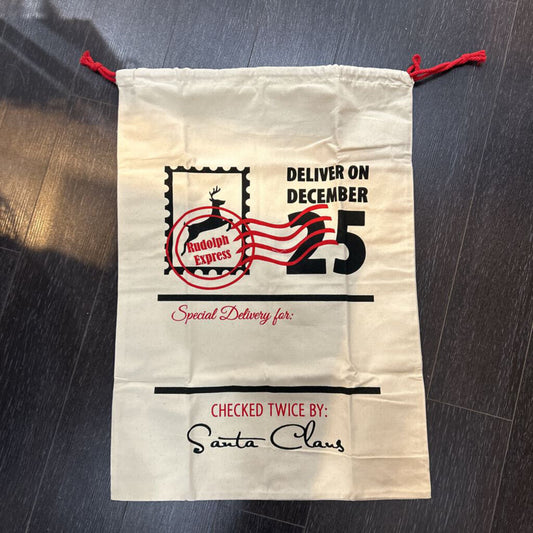 DELIVER ON
DECEMBER
25
Rudolph
Express
Special Delivery for:
CHECKED TWICE BY:
Santa Claus